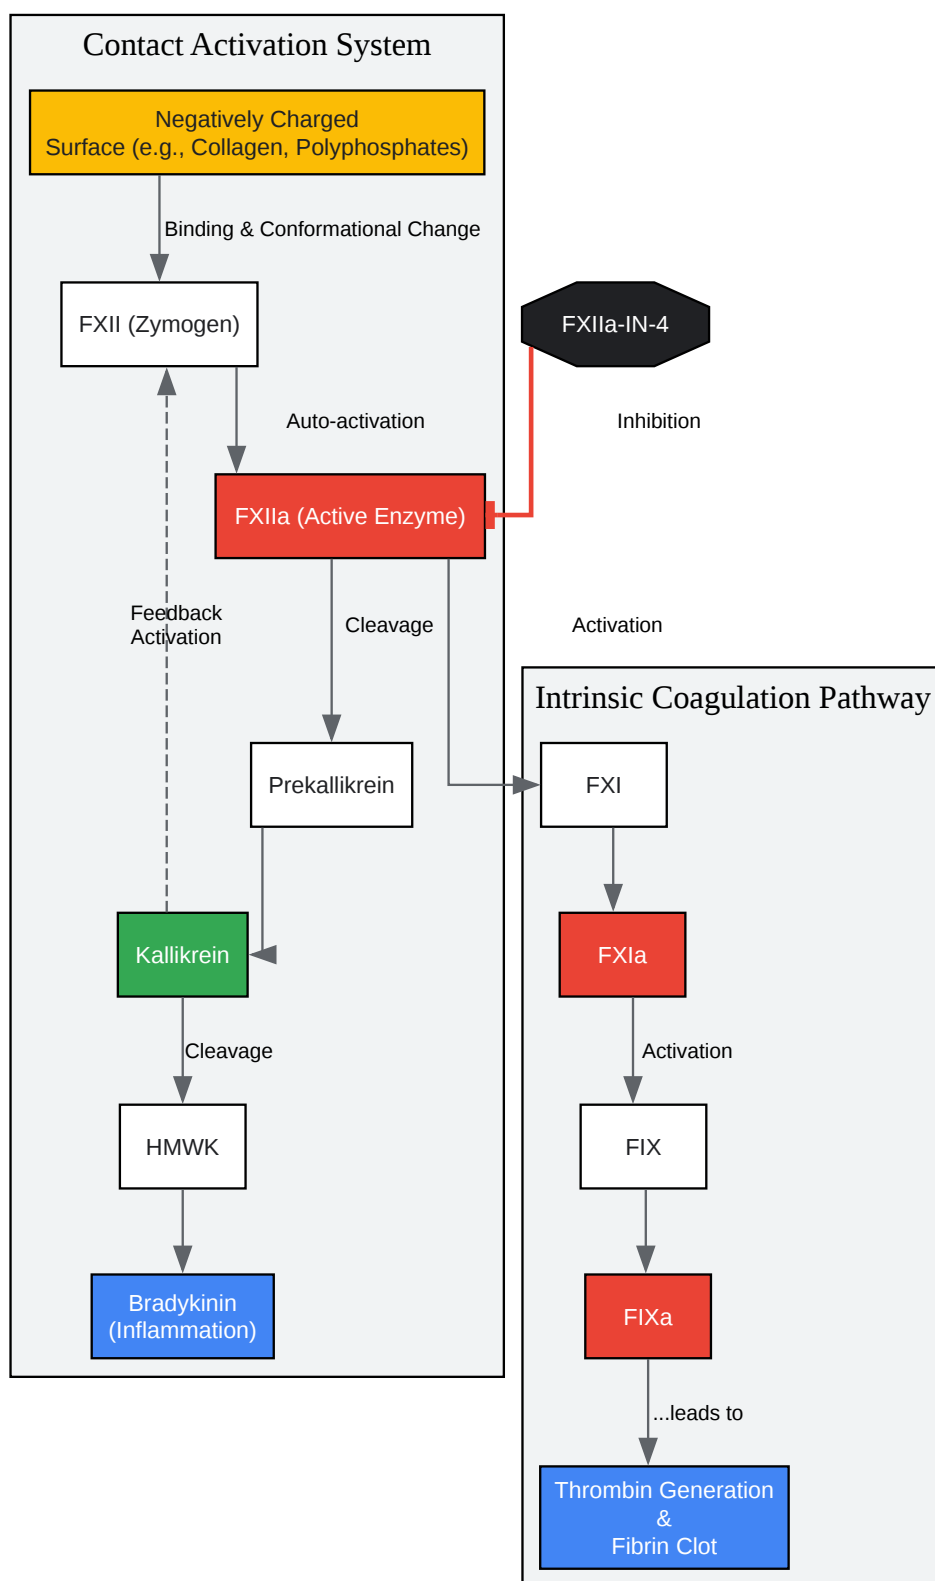 Contact Activation System
Negatively Charged
Surface (e.g., Collagen, Polyphosphates)
Binding & Conformational Change
FXII (Zymogen)
FXIIa-IN-4
Auto-activation
Inhibition
FXIIa (Active Enzyme)
Feedback
Activation
Cleavage
Activation
Intrinsic Coagulation Pathway
Prekallikrein
FXI
Kallikrein
FXIa
Cleavage
Activation
HMWK
FIX
Bradykinin
(Inflammation)
FIXa
...leads to
Thrombin Generation
&
Fibrin Clot